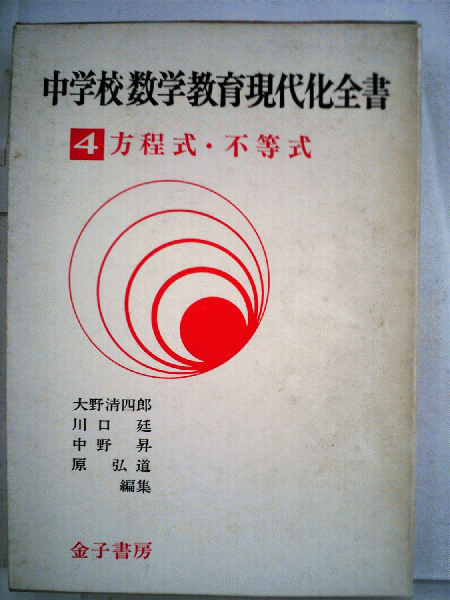 中学校数学教育現代化全書
4 方程式・不等式
大野清四郎
川口 廷
中野 昇
原 弘道
編集
金子書房